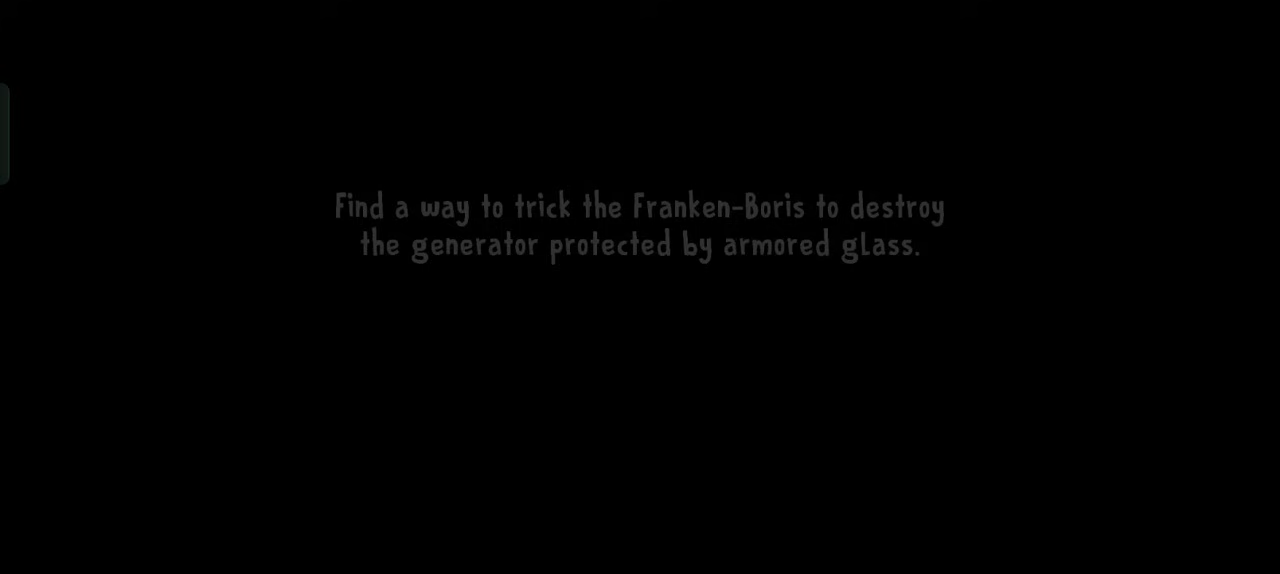 Find a way to trick the Franken-Boris to destroy
the generator protected by armored glass.